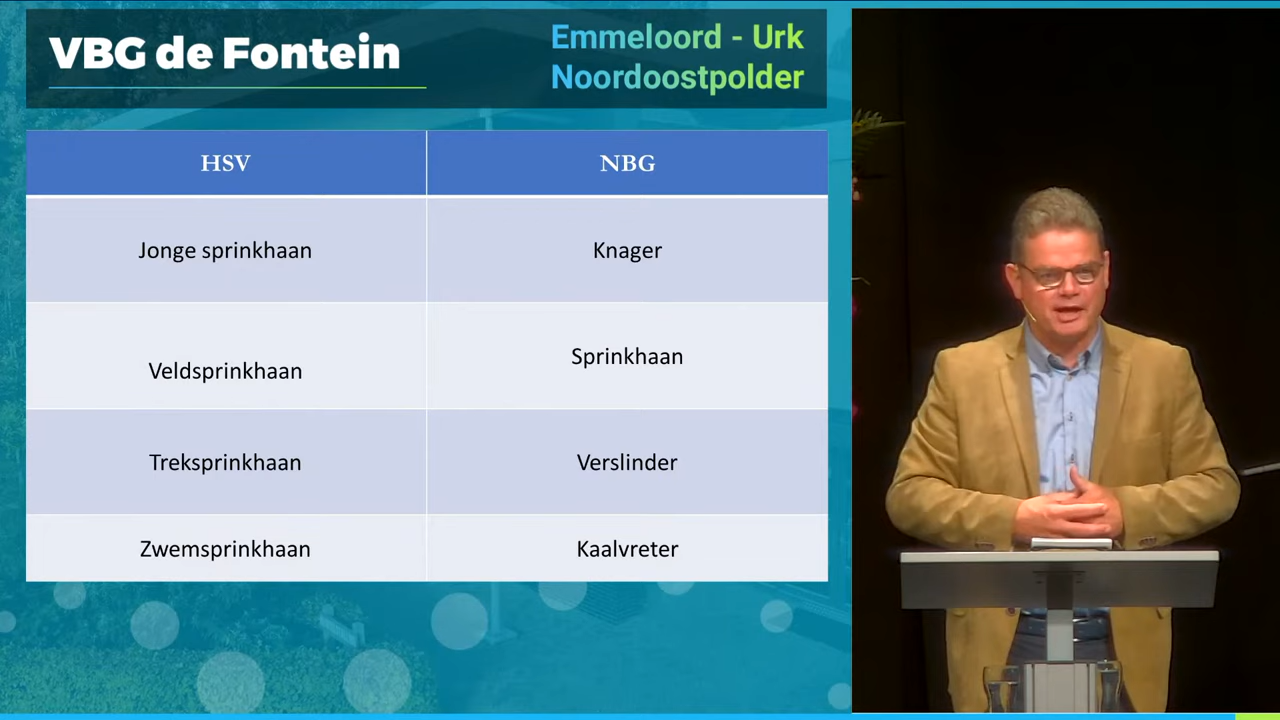 VBG de Fontein
Emmeloord - Urk
Noordoostpolder
HSV
NBG
Jonge sprinkhaan
Knager
Veldsprinkhaan
Sprinkhaan
Treksprinkhaan
Verslinder
Zwemsprinkhaan
Kaalvreter